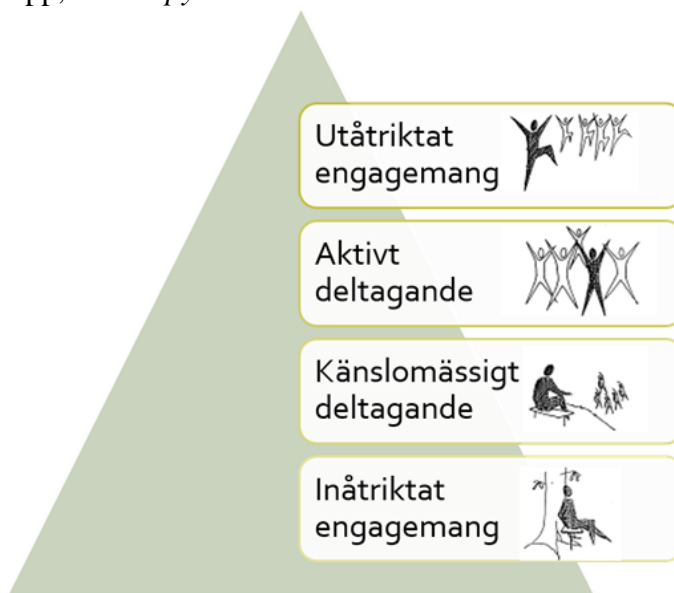 Utåtriktat
engagemang
Aktivt
deltagande
Känslomässigt
deltagande
Inåtriktat
engagemang